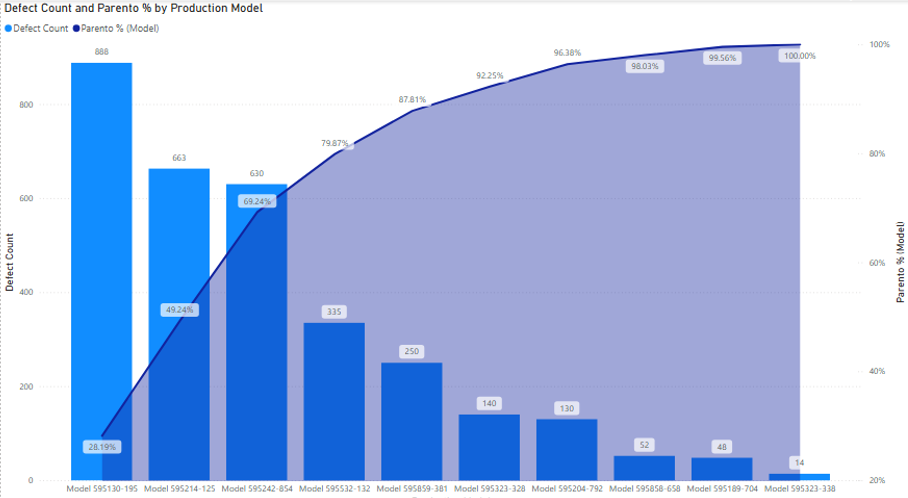 Defect Count and Parento % by Production Model
Defect Count Parento % (Model)
888
663
630
335
250
140
130
52
48
14
28.19%
49.24%
69.24%
79.87%
87.81%
92.25%
96.38%
98.03%
99.56%
100.00%
Defect Count
800
600
400
200
0
Parento % (Model)
100%
80%
60%
40%
20%
Model 595130-195
Model 595214-125
Model 595242-854
Model 595532-132
Model 595859-381
Model 595323-328
Model 595204-792
Model 595858-658
Model 595189-704
Model 595323-338